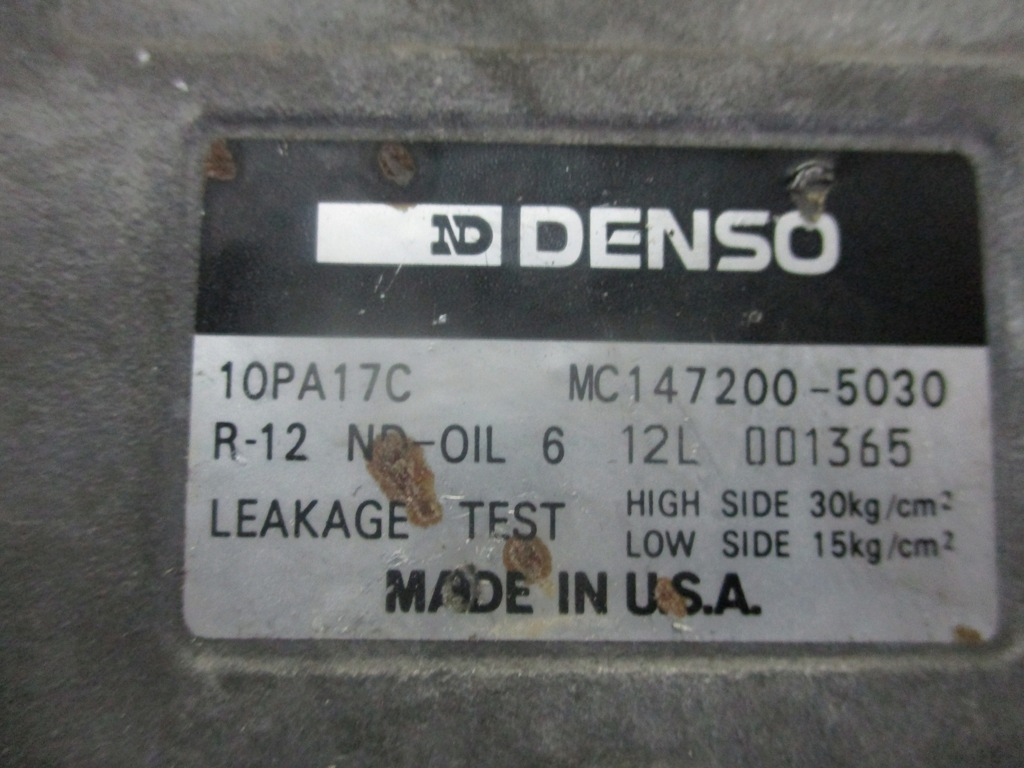 ND DENSO
10PA17C MC147200-5030
R-12 ND-OIL 6 12L 001365
LEAKAGE TEST HIGH SIDE 30kg/cm²
LOW SIDE 15kg/cm²
MADE IN U.S.A.